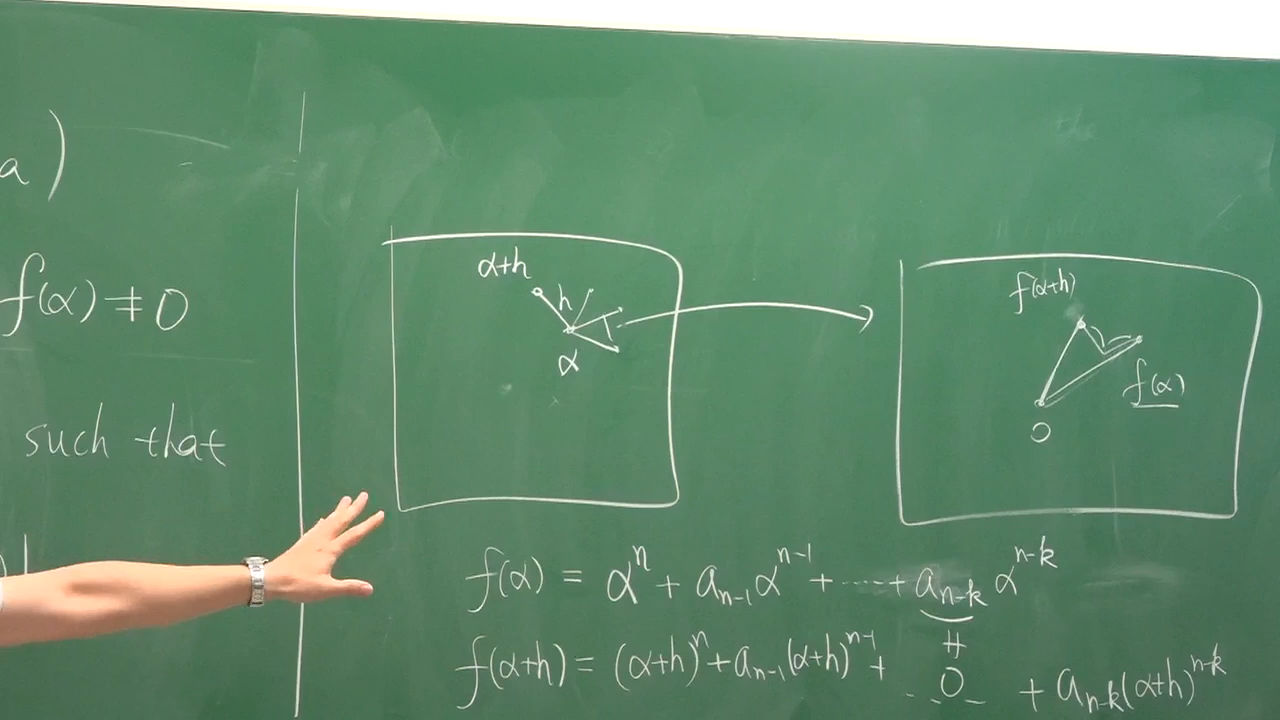 a)
f(α) ≠ 0
such that
α+h
h
α
f(α+h)
f(α)
0
f(α) = α^n + a_{n-1}α^{n-1} + ---- + a_{n-k} α^{n-k}
≠
0
f(α+h) = (α+h)^n + a_{n-1}(α+h)^{n-1} + ---- + a_{n-k}(α+h)^{n-k}